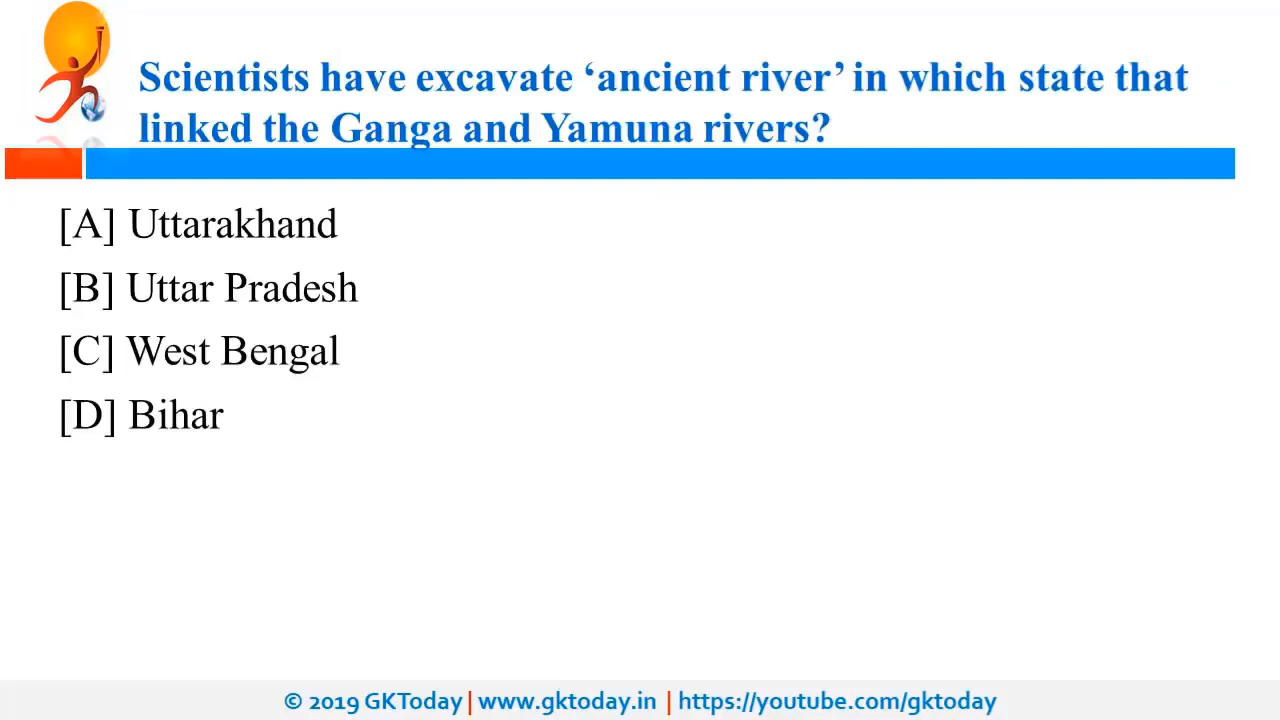 Scientists have excavate ‘ancient river’ in which state that
linked the Ganga and Yamuna rivers?
[A] Uttarakhand
[B] Uttar Pradesh
[C] West Bengal
[D] Bihar
© 2019 GKToday | www.gktoday.in | https://youtube.com/gktoday